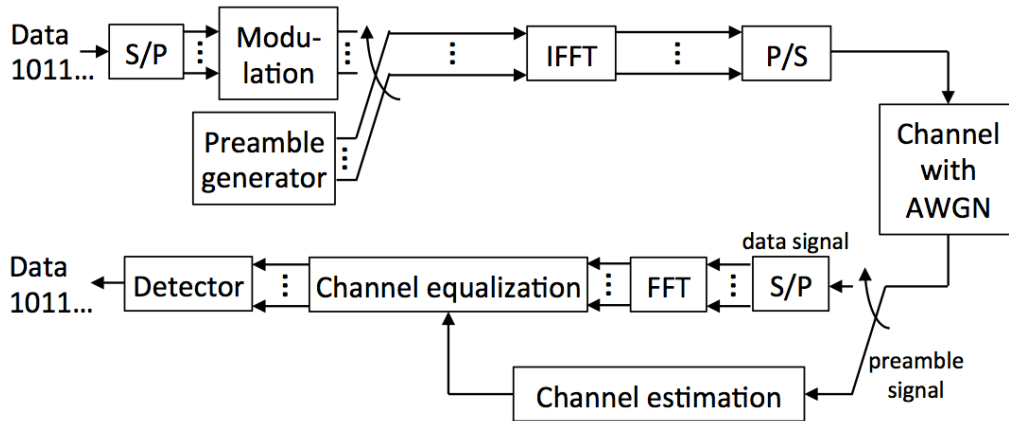 Data
1011...
S/P
Modu-
lation
IFFT
P/S
Preamble
generator
Channel
with
AWGN
data signal
Data
1011...
Detector
Channel equalization
FFT
S/P
preamble
signal
Channel estimation